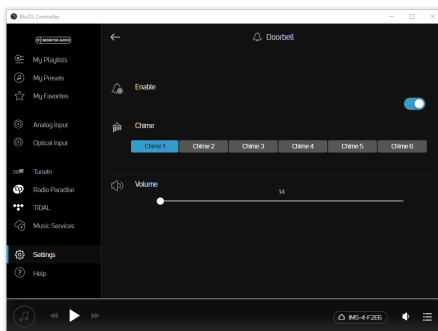 BluOS Controller
MONITOR AUDIO
My Playlists
My Presets
My Favorites
Analog Input
Optical Input
TuneIn
Radio Paradise
TIDAL
Music Services
Settings
Help
Doorbell
Enable
Chime
Chime 1 Chime 2 Chime 3 Chime 4 Chime 5 Chime 6
Volume
14
IMS-4-F2E6